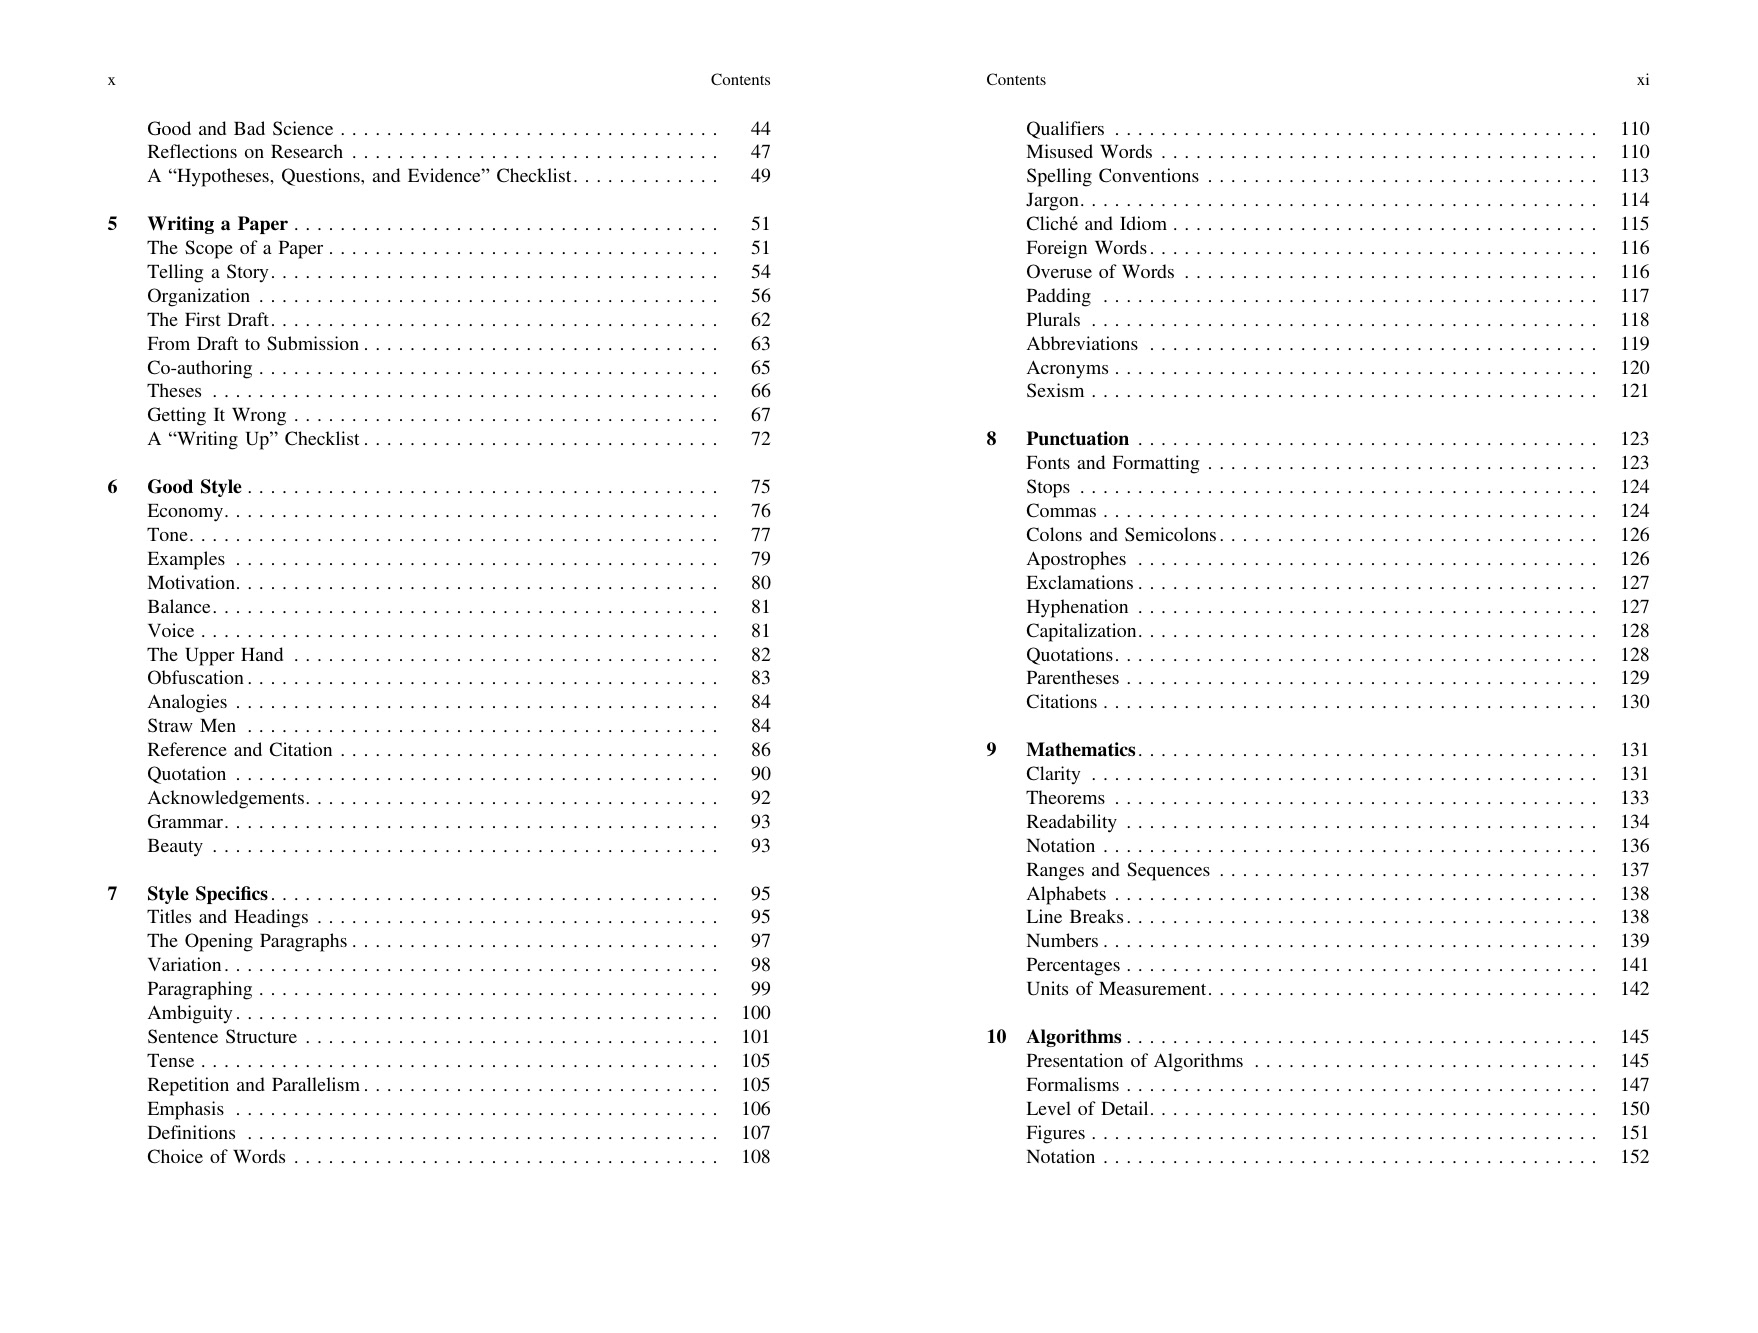 x Contents
Good and Bad Science . . . . . . . . . . . . . . . . . . . . . . . . . . . . . . . . . 44
Reflections on Research . . . . . . . . . . . . . . . . . . . . . . . . . . . . . . . . 47
A “Hypotheses, Questions, and Evidence” Checklist. . . . . . . . . . . . . 49
5 Writing a Paper . . . . . . . . . . . . . . . . . . . . . . . . . . . . . . . . . . . . . 51
The Scope of a Paper . . . . . . . . . . . . . . . . . . . . . . . . . . . . . . . . . . 51
Telling a Story. . . . . . . . . . . . . . . . . . . . . . . . . . . . . . . . . . . . . . . 54
Organization . . . . . . . . . . . . . . . . . . . . . . . . . . . . . . . . . . . . . . . . 56
The First Draft. . . . . . . . . . . . . . . . . . . . . . . . . . . . . . . . . . . . . . . 62
From Draft to Submission . . . . . . . . . . . . . . . . . . . . . . . . . . . . . . . 63
Co-authoring . . . . . . . . . . . . . . . . . . . . . . . . . . . . . . . . . . . . . . . . 65
Theses . . . . . . . . . . . . . . . . . . . . . . . . . . . . . . . . . . . . . . . . . . . . 66
Getting It Wrong . . . . . . . . . . . . . . . . . . . . . . . . . . . . . . . . . . . . . 67
A “Writing Up” Checklist . . . . . . . . . . . . . . . . . . . . . . . . . . . . . . . 72
6 Good Style . . . . . . . . . . . . . . . . . . . . . . . . . . . . . . . . . . . . . . . . . 75
Economy. . . . . . . . . . . . . . . . . . . . . . . . . . . . . . . . . . . . . . . . . . . 76
Tone. . . . . . . . . . . . . . . . . . . . . . . . . . . . . . . . . . . . . . . . . . . . . . 77
Examples . . . . . . . . . . . . . . . . . . . . . . . . . . . . . . . . . . . . . . . . . . 79
Motivation. . . . . . . . . . . . . . . . . . . . . . . . . . . . . . . . . . . . . . . . . . 80
Balance. . . . . . . . . . . . . . . . . . . . . . . . . . . . . . . . . . . . . . . . . . . . 81
Voice . . . . . . . . . . . . . . . . . . . . . . . . . . . . . . . . . . . . . . . . . . . . . 81
The Upper Hand . . . . . . . . . . . . . . . . . . . . . . . . . . . . . . . . . . . . . 82
Obfuscation . . . . . . . . . . . . . . . . . . . . . . . . . . . . . . . . . . . . . . . . . 83
Analogies . . . . . . . . . . . . . . . . . . . . . . . . . . . . . . . . . . . . . . . . . . 84
Straw Men . . . . . . . . . . . . . . . . . . . . . . . . . . . . . . . . . . . . . . . . . 84
Reference and Citation . . . . . . . . . . . . . . . . . . . . . . . . . . . . . . . . . 86
Quotation . . . . . . . . . . . . . . . . . . . . . . . . . . . . . . . . . . . . . . . . . . 90
Acknowledgements. . . . . . . . . . . . . . . . . . . . . . . . . . . . . . . . . . . . 92
Grammar. . . . . . . . . . . . . . . . . . . . . . . . . . . . . . . . . . . . . . . . . . . 93
Beauty . . . . . . . . . . . . . . . . . . . . . . . . . . . . . . . . . . . . . . . . . . . . 93
7 Style Specifics . . . . . . . . . . . . . . . . . . . . . . . . . . . . . . . . . . . . . . . 95
Titles and Headings . . . . . . . . . . . . . . . . . . . . . . . . . . . . . . . . . . . 95
The Opening Paragraphs . . . . . . . . . . . . . . . . . . . . . . . . . . . . . . . . 97
Variation. . . . . . . . . . . . . . . . . . . . . . . . . . . . . . . . . . . . . . . . . . . 98
Paragraphing . . . . . . . . . . . . . . . . . . . . . . . . . . . . . . . . . . . . . . . . 99
Ambiguity. . . . . . . . . . . . . . . . . . . . . . . . . . . . . . . . . . . . . . . . . . 100
Sentence Structure . . . . . . . . . . . . . . . . . . . . . . . . . . . . . . . . . . . . 101
Tense . . . . . . . . . . . . . . . . . . . . . . . . . . . . . . . . . . . . . . . . . . . . . 105
Repetition and Parallelism . . . . . . . . . . . . . . . . . . . . . . . . . . . . . . . 105
Emphasis . . . . . . . . . . . . . . . . . . . . . . . . . . . . . . . . . . . . . . . . . . 106
Definitions . . . . . . . . . . . . . . . . . . . . . . . . . . . . . . . . . . . . . . . . . 107
Choice of Words . . . . . . . . . . . . . . . . . . . . . . . . . . . . . . . . . . . . . 108
Contents xi
Qualifiers . . . . . . . . . . . . . . . . . . . . . . . . . . . . . . . . . . . . . . . . . . 110
Misused Words . . . . . . . . . . . . . . . . . . . . . . . . . . . . . . . . . . . . . . 110
Spelling Conventions . . . . . . . . . . . . . . . . . . . . . . . . . . . . . . . . . . 113
Jargon. . . . . . . . . . . . . . . . . . . . . . . . . . . . . . . . . . . . . . . . . . . . . 114
Cliché and Idiom . . . . . . . . . . . . . . . . . . . . . . . . . . . . . . . . . . . . . 115
Foreign Words. . . . . . . . . . . . . . . . . . . . . . . . . . . . . . . . . . . . . . . 116
Overuse of Words . . . . . . . . . . . . . . . . . . . . . . . . . . . . . . . . . . . . 116
Padding . . . . . . . . . . . . . . . . . . . . . . . . . . . . . . . . . . . . . . . . . . . 117
Plurals . . . . . . . . . . . . . . . . . . . . . . . . . . . . . . . . . . . . . . . . . . . . 118
Abbreviations . . . . . . . . . . . . . . . . . . . . . . . . . . . . . . . . . . . . . . . 119
Acronyms . . . . . . . . . . . . . . . . . . . . . . . . . . . . . . . . . . . . . . . . . . 120
Sexism . . . . . . . . . . . . . . . . . . . . . . . . . . . . . . . . . . . . . . . . . . . . 121
8 Punctuation . . . . . . . . . . . . . . . . . . . . . . . . . . . . . . . . . . . . . . . . 123
Fonts and Formatting . . . . . . . . . . . . . . . . . . . . . . . . . . . . . . . . . . 123
Stops . . . . . . . . . . . . . . . . . . . . . . . . . . . . . . . . . . . . . . . . . . . . . 124
Commas . . . . . . . . . . . . . . . . . . . . . . . . . . . . . . . . . . . . . . . . . . . 124
Colons and Semicolons . . . . . . . . . . . . . . . . . . . . . . . . . . . . . . . . . 126
Apostrophes . . . . . . . . . . . . . . . . . . . . . . . . . . . . . . . . . . . . . . . . 126
Exclamations . . . . . . . . . . . . . . . . . . . . . . . . . . . . . . . . . . . . . . . . 127
Hyphenation . . . . . . . . . . . . . . . . . . . . . . . . . . . . . . . . . . . . . . . . 127
Capitalization. . . . . . . . . . . . . . . . . . . . . . . . . . . . . . . . . . . . . . . . 128
Quotations. . . . . . . . . . . . . . . . . . . . . . . . . . . . . . . . . . . . . . . . . . 128
Parentheses . . . . . . . . . . . . . . . . . . . . . . . . . . . . . . . . . . . . . . . . . 129
Citations . . . . . . . . . . . . . . . . . . . . . . . . . . . . . . . . . . . . . . . . . . . 130
9 Mathematics. . . . . . . . . . . . . . . . . . . . . . . . . . . . . . . . . . . . . . . . 131
Clarity . . . . . . . . . . . . . . . . . . . . . . . . . . . . . . . . . . . . . . . . . . . . 131
Theorems . . . . . . . . . . . . . . . . . . . . . . . . . . . . . . . . . . . . . . . . . . 133
Readability . . . . . . . . . . . . . . . . . . . . . . . . . . . . . . . . . . . . . . . . . 134
Notation . . . . . . . . . . . . . . . . . . . . . . . . . . . . . . . . . . . . . . . . . . . 136
Ranges and Sequences . . . . . . . . . . . . . . . . . . . . . . . . . . . . . . . . . 137
Alphabets . . . . . . . . . . . . . . . . . . . . . . . . . . . . . . . . . . . . . . . . . . 138
Line Breaks. . . . . . . . . . . . . . . . . . . . . . . . . . . . . . . . . . . . . . . . . 138
Numbers . . . . . . . . . . . . . . . . . . . . . . . . . . . . . . . . . . . . . . . . . . . 139
Percentages . . . . . . . . . . . . . . . . . . . . . . . . . . . . . . . . . . . . . . . . . 141
Units of Measurement. . . . . . . . . . . . . . . . . . . . . . . . . . . . . . . . . . 142
10 Algorithms . . . . . . . . . . . . . . . . . . . . . . . . . . . . . . . . . . . . . . . . . 145
Presentation of Algorithms . . . . . . . . . . . . . . . . . . . . . . . . . . . . . . 145
Formalisms . . . . . . . . . . . . . . . . . . . . . . . . . . . . . . . . . . . . . . . . . 147
Level of Detail. . . . . . . . . . . . . . . . . . . . . . . . . . . . . . . . . . . . . . . 150
Figures . . . . . . . . . . . . . . . . . . . . . . . . . . . . . . . . . . . . . . . . . . . . 151
Notation . . . . . . . . . . . . . . . . . . . . . . . . . . . . . . . . . . . . . . . . . . . 152